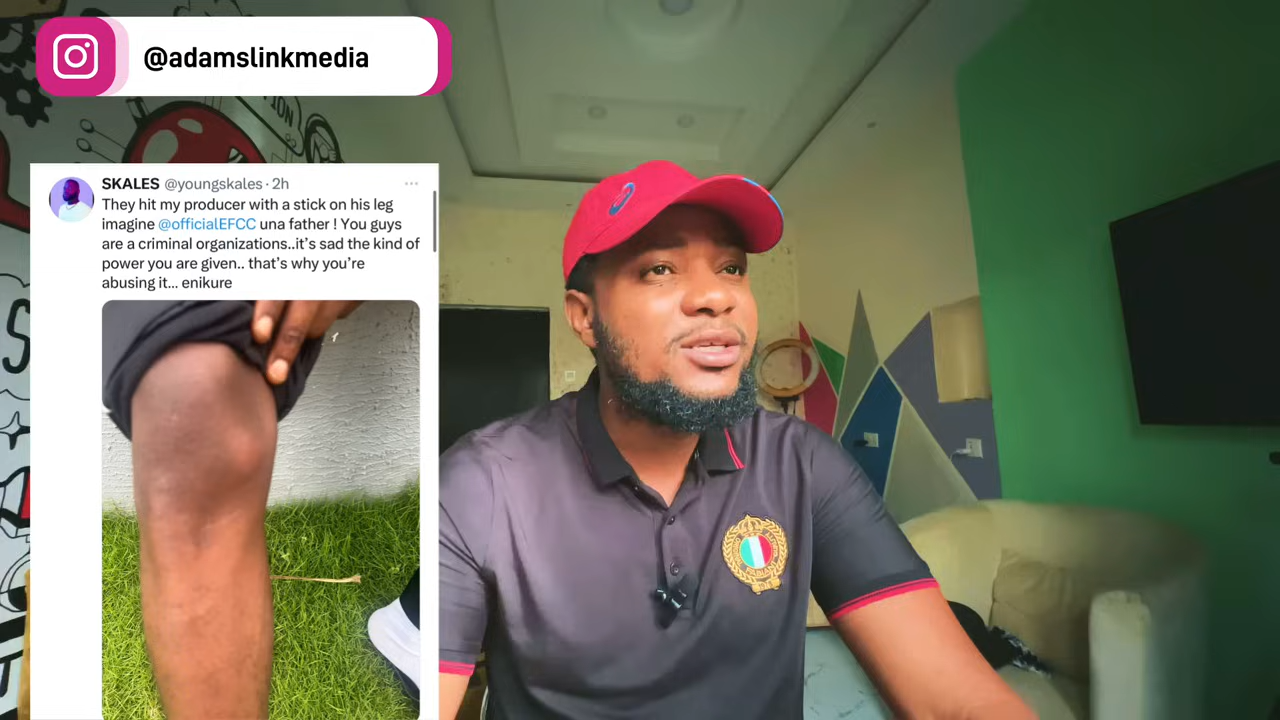 @adamslinkmedia
TION
SKALES @youngskales · 2h
They hit my producer with a stick on his leg
imagine @officialEFCC una father ! You guys
are a criminal organizations..it's sad the kind of
power you are given.. that's why you're
abusing it... enikure